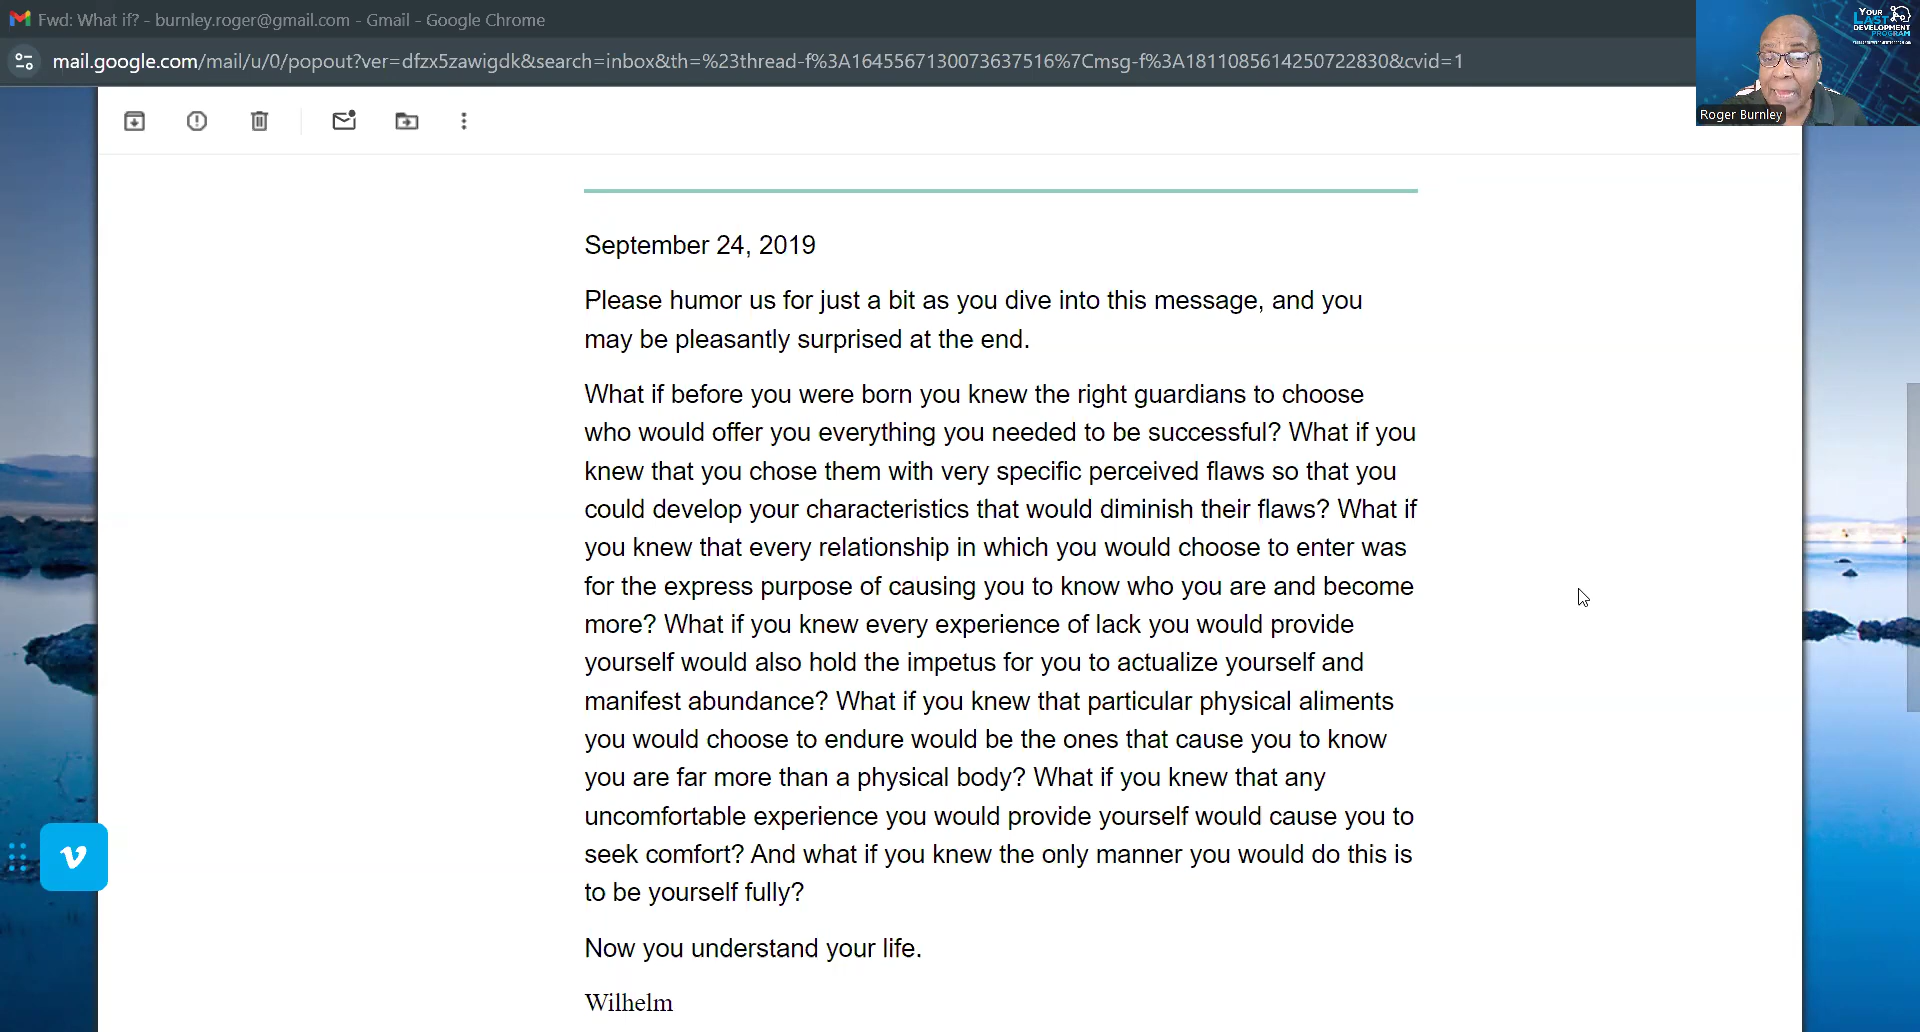 Fwd: What if? - burnley.roger@gmail.com - Gmail - Google Chrome
mail.google.com/mail/u/0/popout?ver=dfzx5zawigdk&search=inbox&th=%23thread-f%3A1645567130073637516%7Cmsg-f%3A1811085614250722830&cvid=1
YOUR
LAST
DEVELOPMENT
PROGRAM
Roger Burnley
September 24, 2019
Please humor us for just a bit as you dive into this message, and you
may be pleasantly surprised at the end.
What if before you were born you knew the right guardians to choose
who would offer you everything you needed to be successful? What if you
knew that you chose them with very specific perceived flaws so that you
could develop your characteristics that would diminish their flaws? What if
you knew that every relationship in which you would choose to enter was
for the express purpose of causing you to know who you are and become
more? What if you knew every experience of lack you would provide
yourself would also hold the impetus for you to actualize yourself and
manifest abundance? What if you knew that particular physical aliments
you would choose to endure would be the ones that cause you to know
you are far more than a physical body? What if you knew that any
uncomfortable experience you would provide yourself would cause you to
seek comfort? And what if you knew the only manner you would do this is
to be yourself fully?
Now you understand your life.
Wilhelm